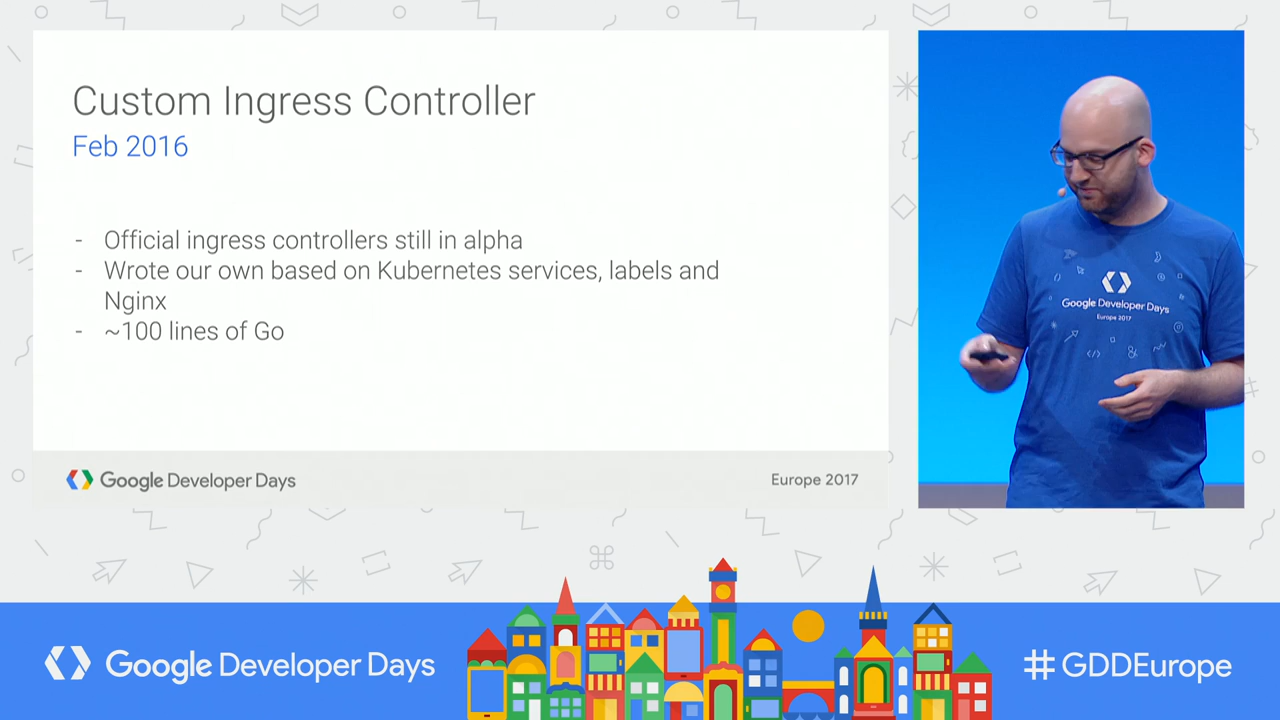 Custom Ingress Controller
Feb 2016
- Official ingress controllers still in alpha
- Wrote our own based on Kubernetes services, labels and
Nginx
- ~100 lines of Go
Google Developer Days
Europe 2017
Google Developer Days
Europe 2017
Google Developer Days
#GDDEurope